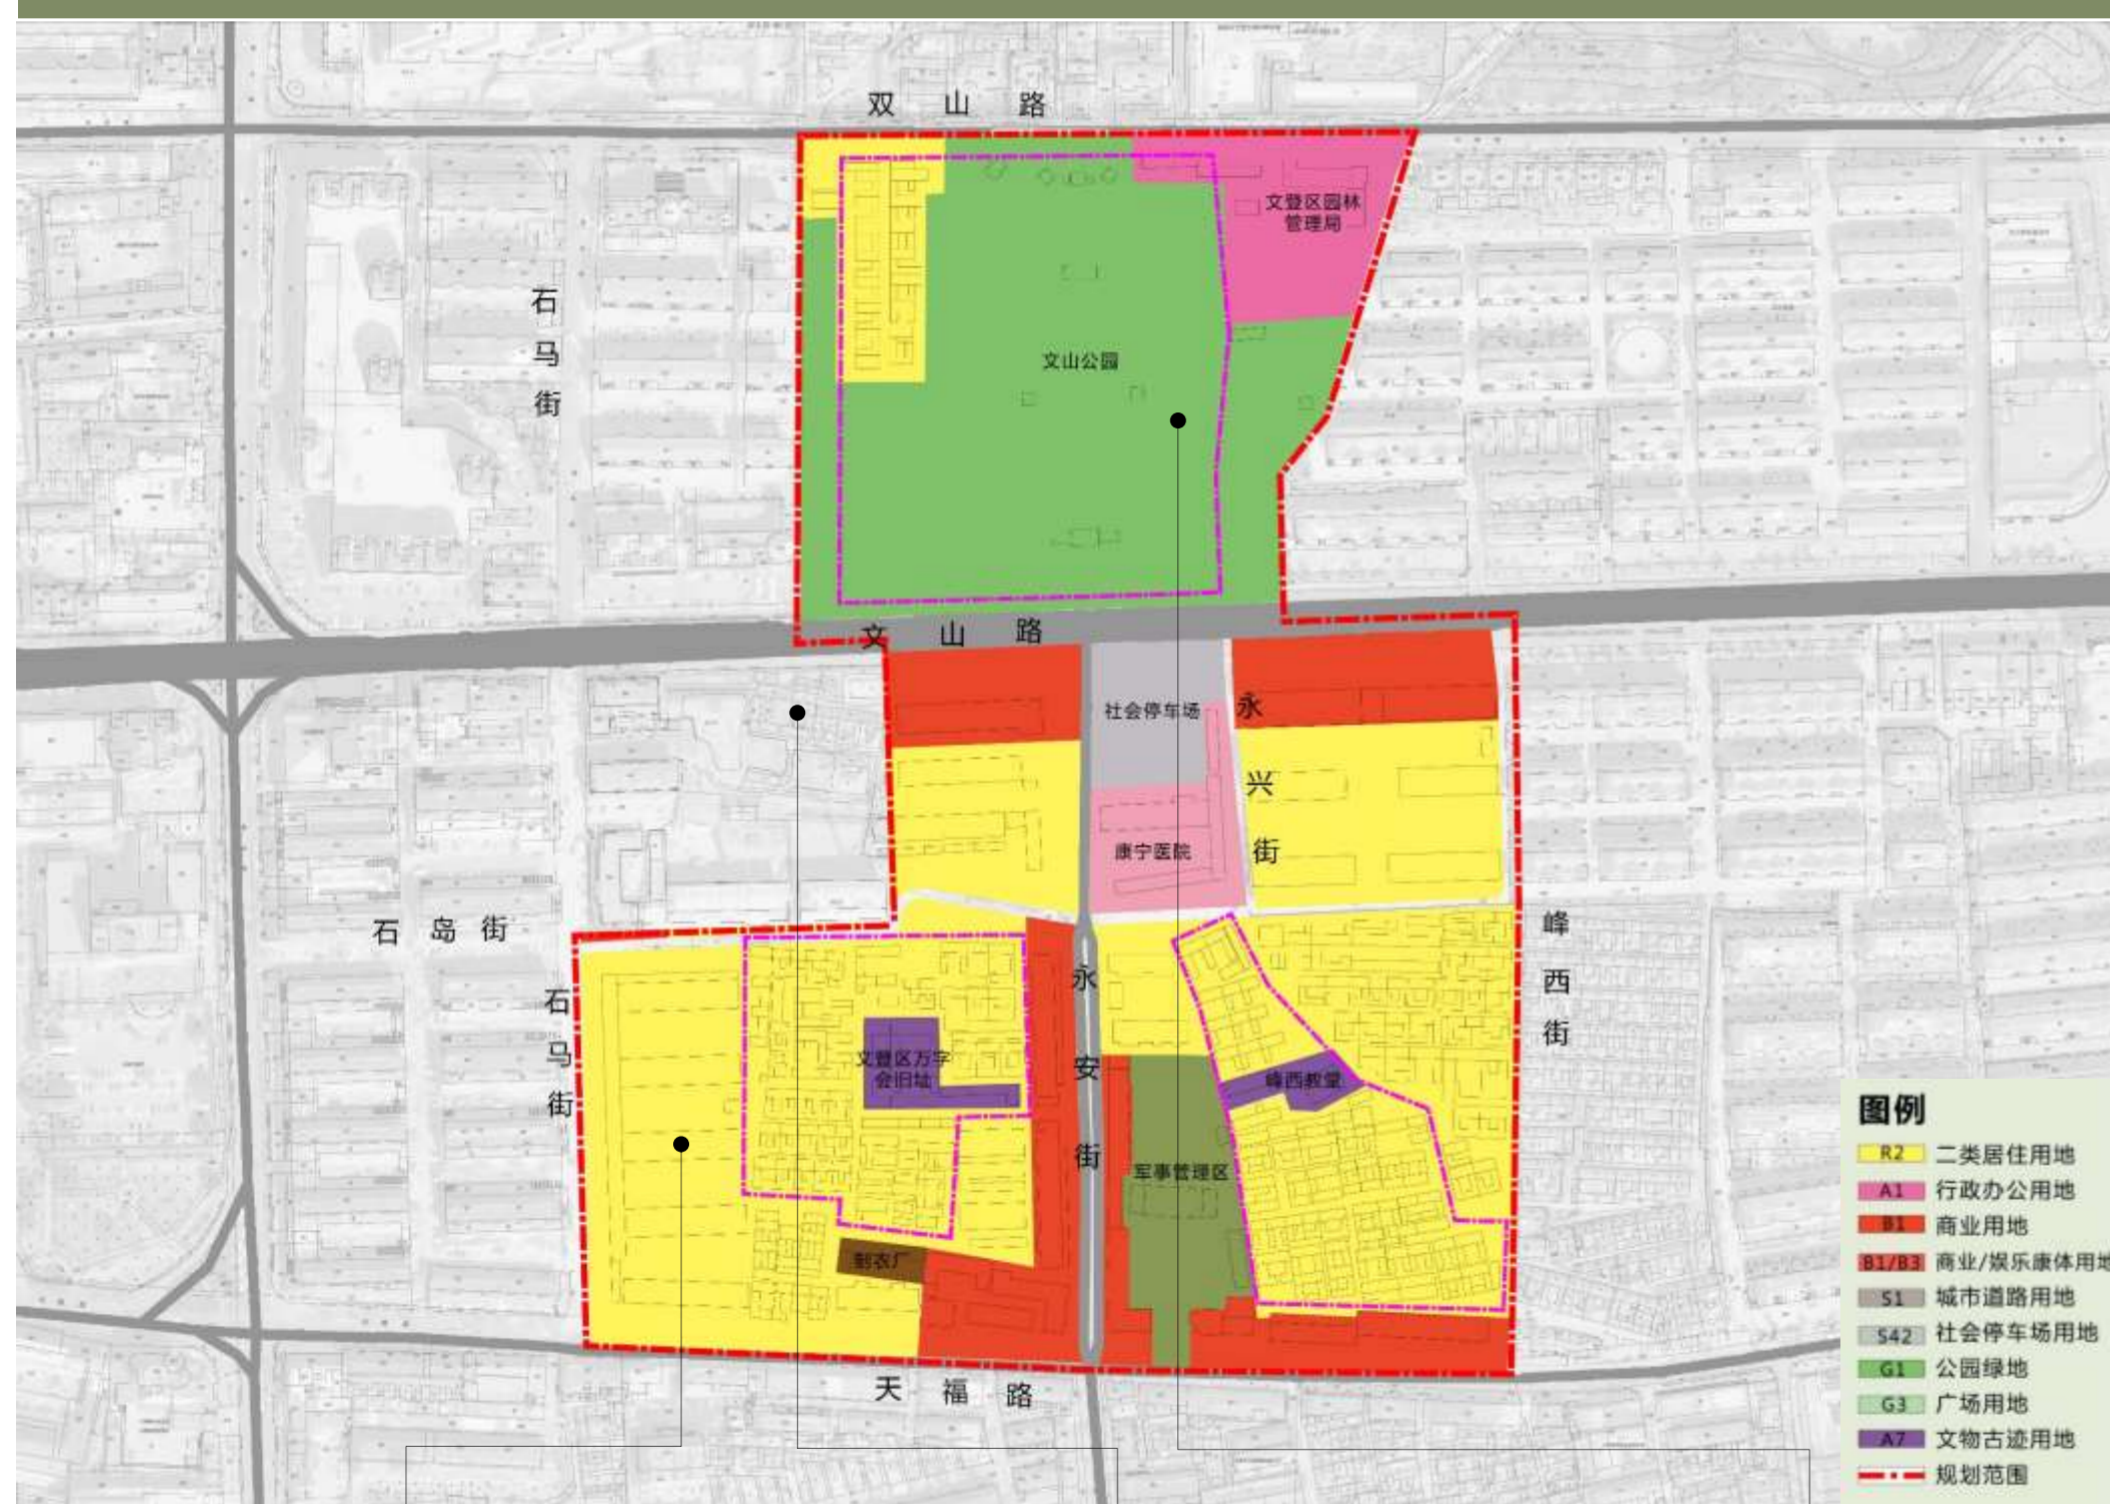 双山路
文登区园林
管理局
石马街
文山公园
文山路
社会停车场
永兴街
康宁医院
石岛街
峰西街
石马街
永安街
文登区万字
会旧址
峰西教堂
军事管理区
制衣厂
天福路
图例
R2 二类居住用地
A1 行政办公用地
B1 商业用地
B1/B3 商业/娱乐康体用地
S1 城市道路用地
S42 社会停车场用地
G1 公园绿地
G3 广场用地
A7 文物古迹用地
规划范围